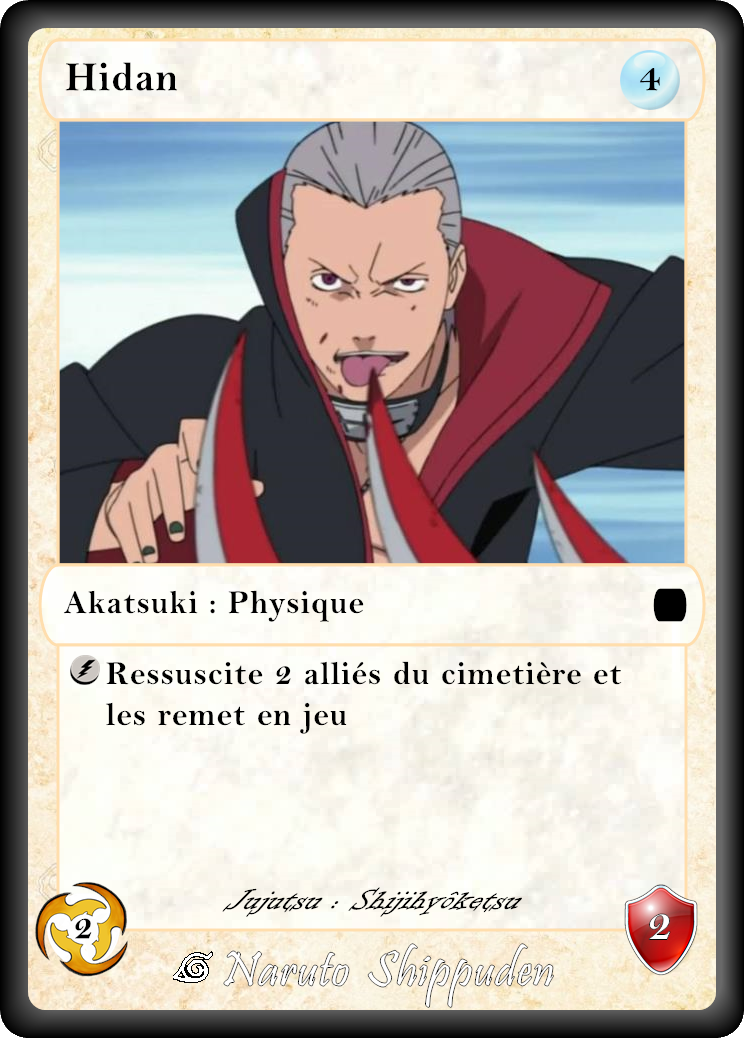 Hidan
4
Akatsuki : Physique
Ressuscite 2 alliés du cimetière et
les remet en jeu
Jujutsu : Shijihyôketsu
2
2
Naruto Shippuden